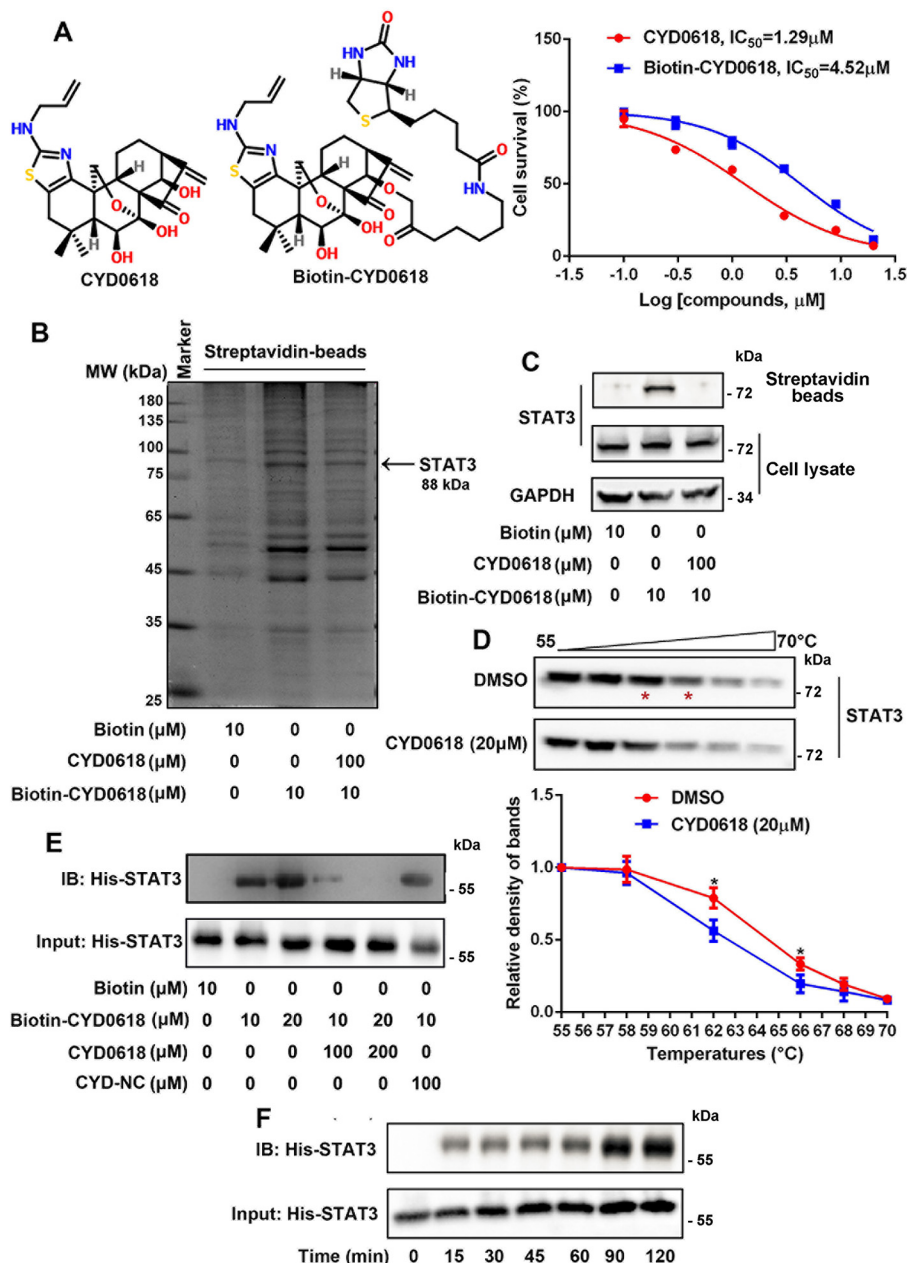 A
CYD0618
Biotin-CYD0618
HN
N
S
H
O
OH
O
H
OH
OH
O
HN
NH
H
H
S
O
NH
HN
N
S
H
O
O
O
O
H
OH
OH
CYD0618, IC50=1.29μM
Biotin-CYD0618, IC50=4.52μM
Cell survival (%)
150
100
50
0
-1.5 -1.0 -0.5 0.0 0.5 1.0 1.5
Log [compounds, μM]
B
Marker
Streptavidin-beads
MW (kDa)
180
135
100
75
65
45
35
25
STAT3
88 kDa
Biotin (μM) 10 0 0
CYD0618 (μM) 0 0 100
Biotin-CYD0618 (μM) 0 10 10
C
kDa
Streptavidin
beads
STAT3
- 72
- 72
Cell lysate
GAPDH
- 34
Biotin (μM) 10 0 0
CYD0618 (μM) 0 0 100
Biotin-CYD0618 (μM) 0 10 10
D
55 70°C
kDa
DMSO
* *
- 72
STAT3
CYD0618 (20μM)
- 72
DMSO
CYD0618 (20μM)
Relative density of bands
1.5
1.0
0.5
0.0
*
*
55 56 57 58 59 60 61 62 63 64 65 66 67 68 69 70
Temperatures (°C)
E
kDa
IB: His-STAT3
- 55
Input: His-STAT3
- 55
Biotin (μM) 10 0 0 0 0 0
Biotin-CYD0618 (μM) 0 10 20 10 20 10
CYD0618 (μM) 0 0 0 100 200 0
CYD-NC (μM) 0 0 0 0 0 100
F
kDa
IB: His-STAT3
- 55
Input: His-STAT3
- 55
Time (min) 0 15 30 45 60 90 120